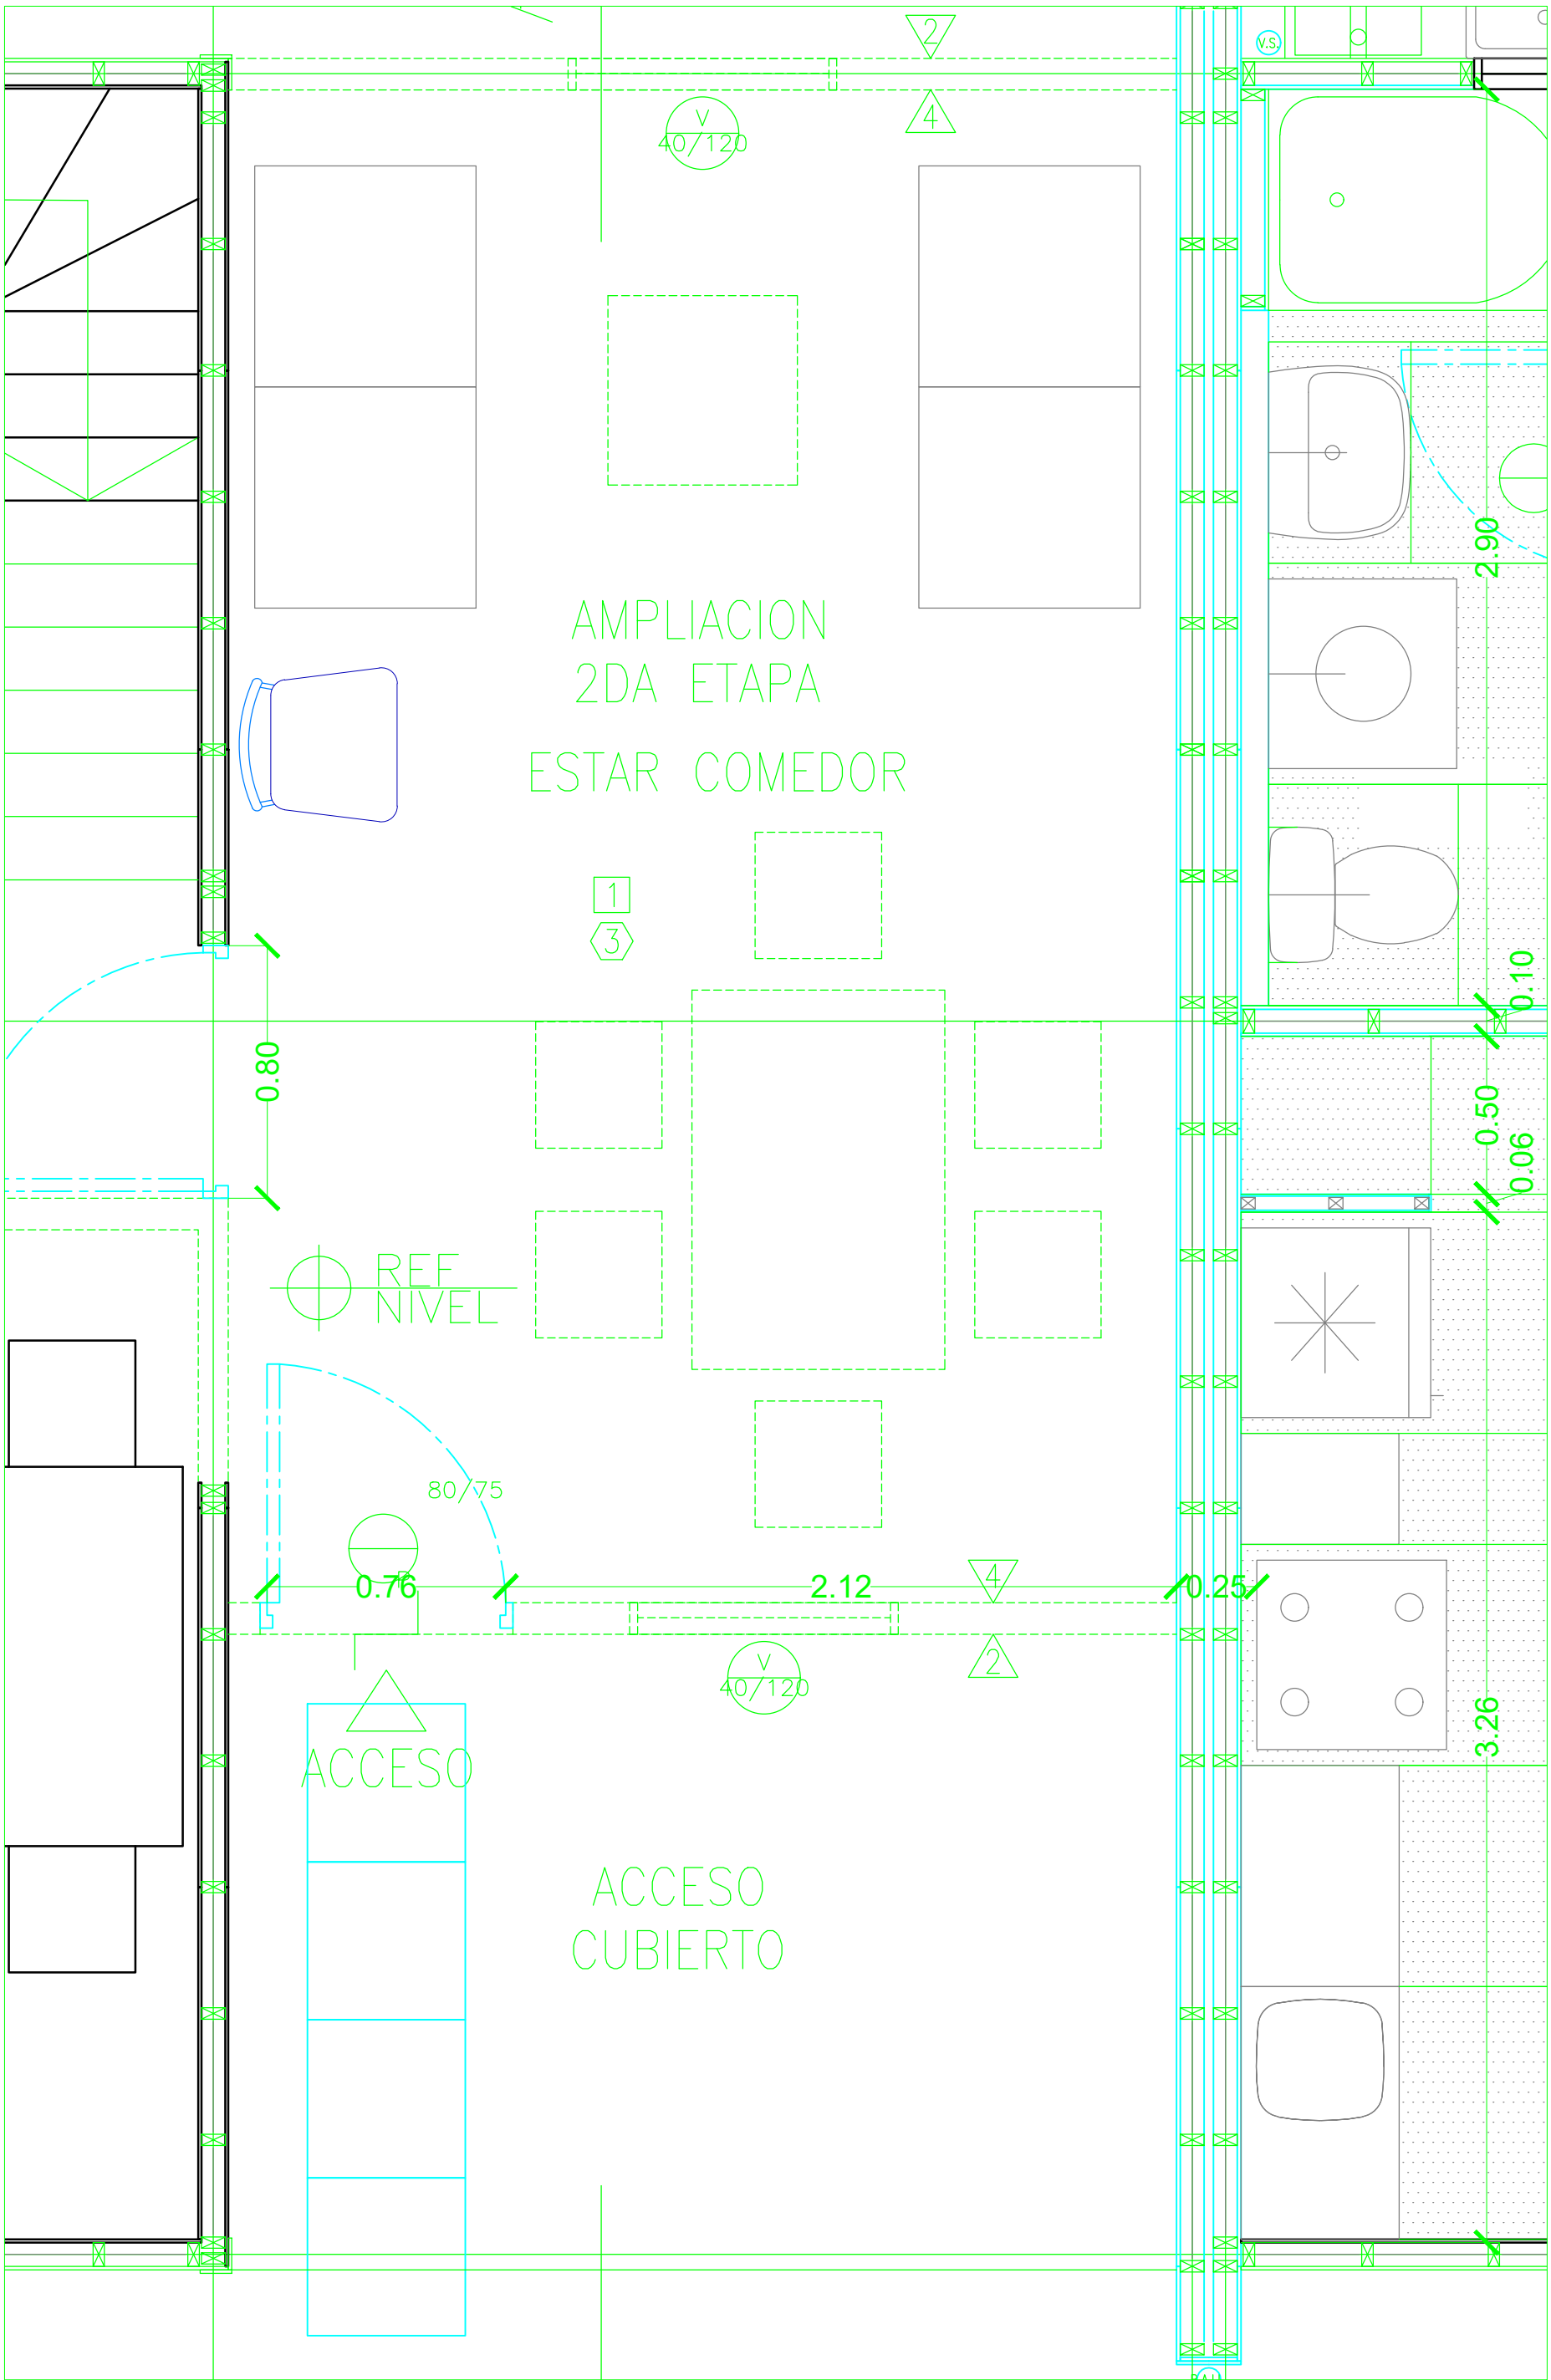 2
V.S.
V
40/120
4
2.90
AMPLIACION
2DA ETAPA
ESTAR COMEDOR
1
3
0.10
0.80
0.50
0.06
REF
NIVEL
80/75
P
0.76
2.12
4
0.25
V
40/120
2
3.26
ACCESO
ACCESO
CUBIERTO